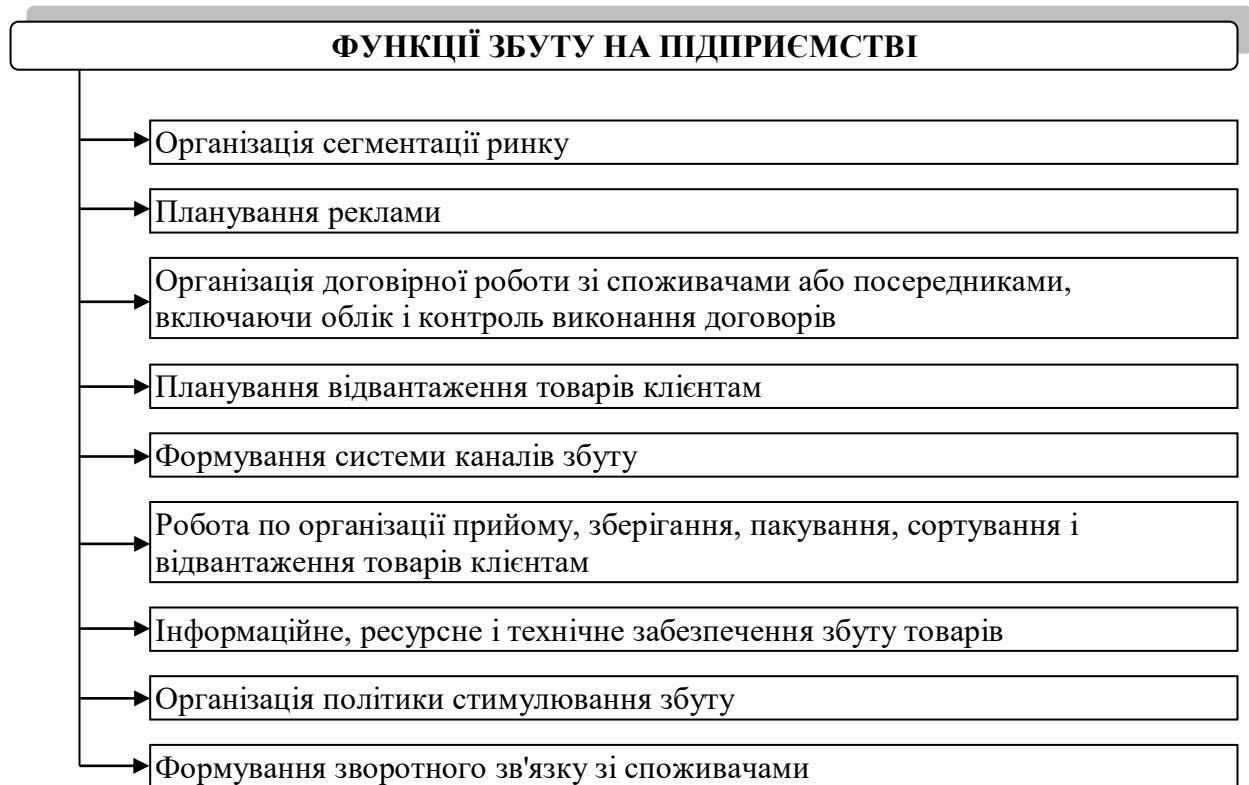 ФУНКЦІЇ ЗБУТУ НА ПІДПРИЄМСТВІ
Організація сегментації ринку
Планування реклами
Організація договірної роботи зі споживачами або посередниками,
включаючи облік і контроль виконання договорів
Планування відвантаження товарів клієнтам
Формування системи каналів збуту
Робота по організації прийому, зберігання, пакування, сортування і
відвантаження товарів клієнтам
Інформаційне, ресурсне і технічне забезпечення збуту товарів
Організація політики стимулювання збуту
Формування зворотного зв'язку зі споживачами